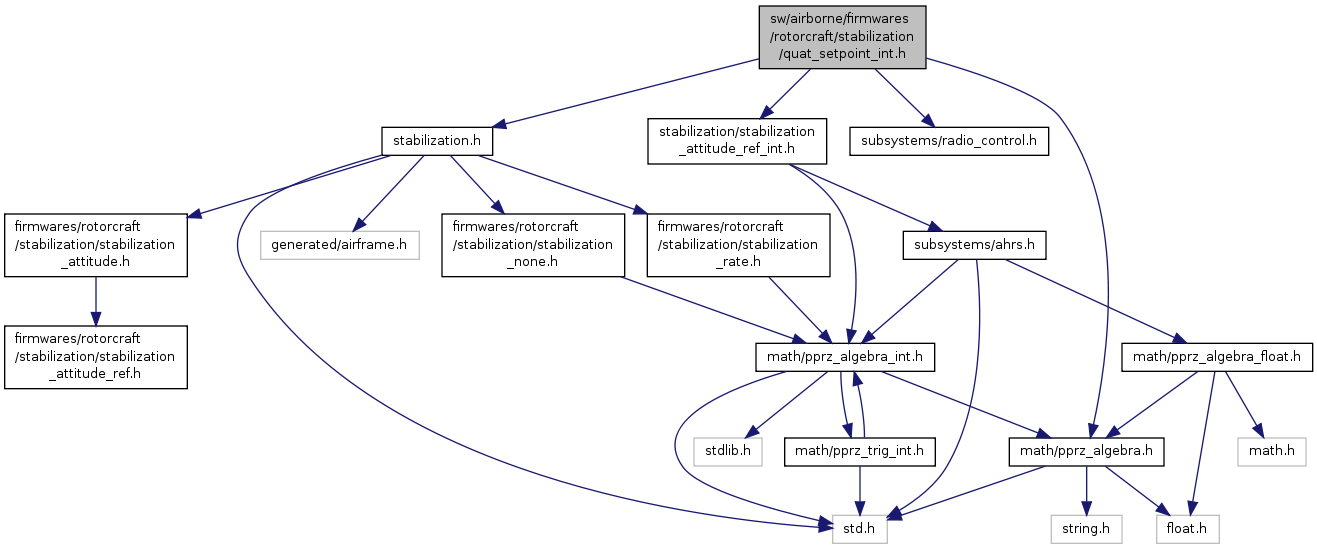 sw/airborne/firmwares
/rotorcraft/stabilization
/quat_setpoint_int.h
stabilization.h
stabilization/stabilization
_attitude_ref_int.h
subsystems/radio_control.h
firmwares/rotorcraft
/stabilization/stabilization
_attitude.h
generated/airframe.h
firmwares/rotorcraft
/stabilization/stabilization
_none.h
firmwares/rotorcraft
/stabilization/stabilization
_rate.h
subsystems/ahrs.h
firmwares/rotorcraft
/stabilization/stabilization
_attitude_ref.h
math/pprz_algebra_int.h
math/pprz_algebra_float.h
stdlib.h
math/pprz_trig_int.h
math/pprz_algebra.h
math.h
std.h
string.h
float.h